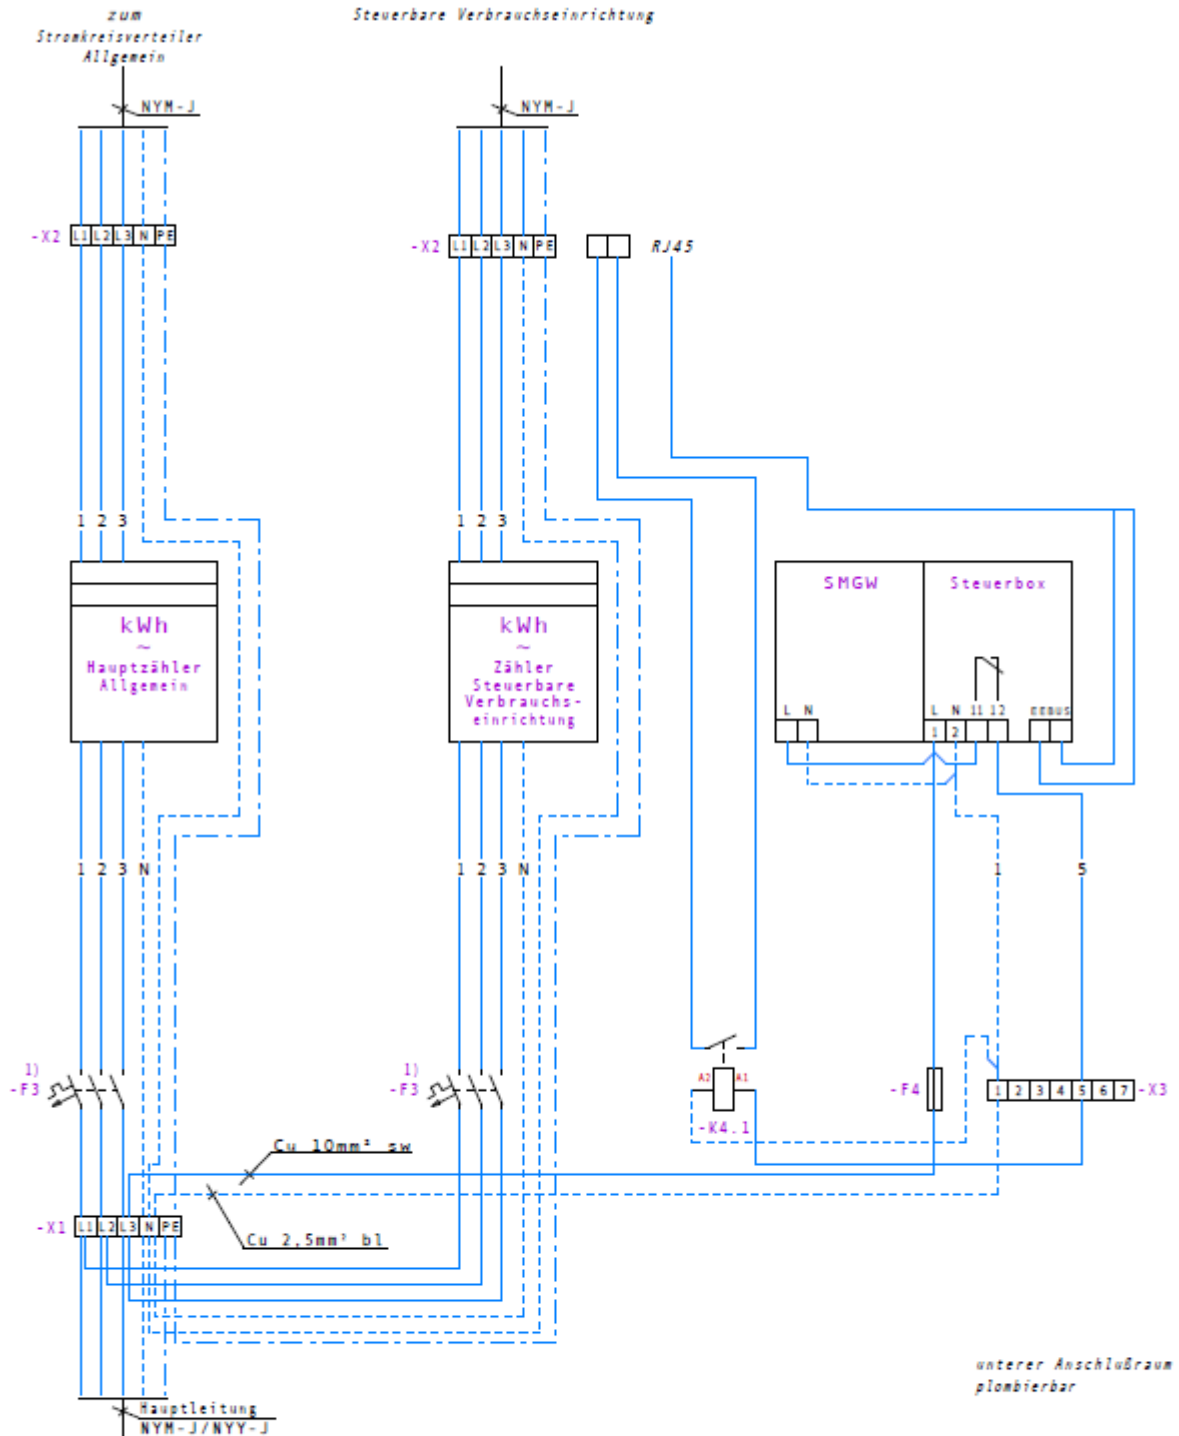 zum
Stromkreisverteiler
Allgemein
Steuerbare Verbrauchseinrichtung
NYM-J
NYM-J
-X2 L1 L2 L3 N PE
-X2 L1 L2 L3 N PE
RJ45
1 2 3
1 2 3
kWh
~
Hauptzähler
Allgemein
kWh
~
Zähler
Steuerbare
Verbrauchs-
einrichtung
SMGW
Steuerbox
L N
L N 11 12 EEBUS
1 2
1 2 3 N
1 2 3 N
1
5
1)
-F3
1)
-F3
A2 A1
-K4.1
-F4
1 2 3 4 5 6 7 -X3
Cu 10mm² sw
-X1 L1 L2 L3 N PE
Cu 2,5mm² bl
unterer Anschlußraum
plombierbar
Hauptleitung
NYM-J/NYY-J